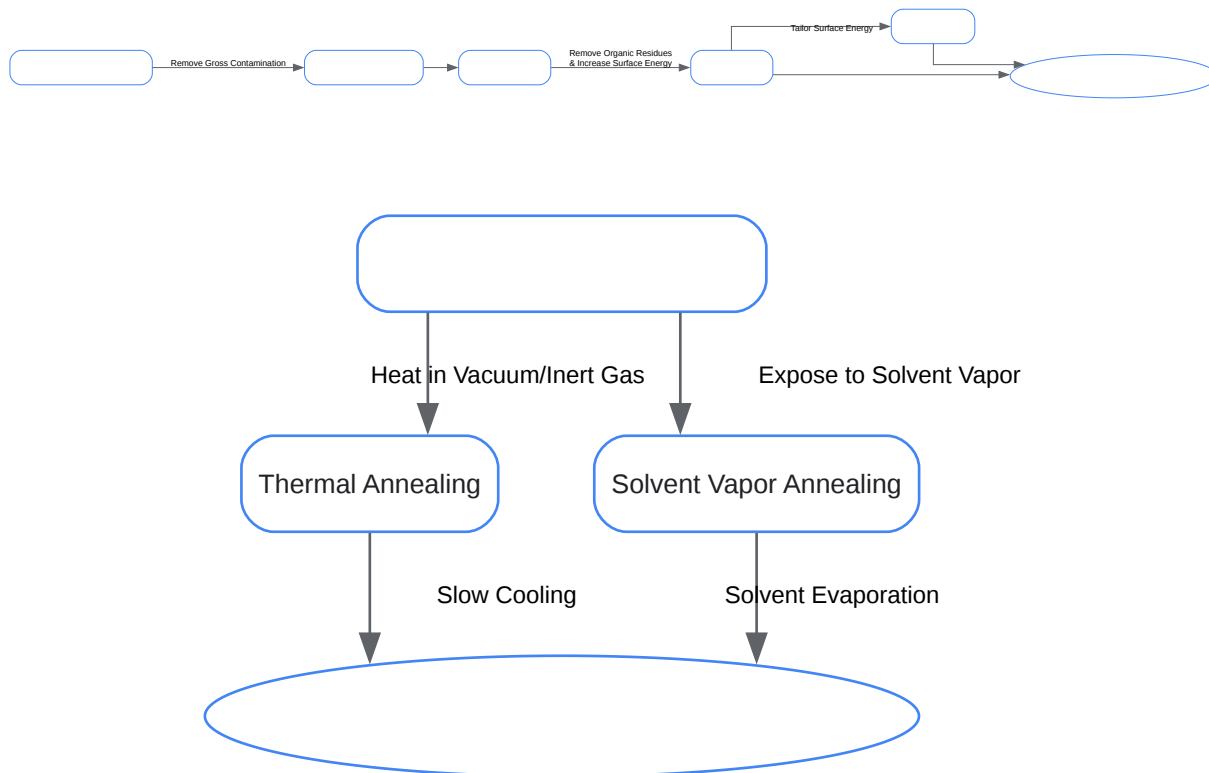 Tailor Surface Energy
Remove Gross Contamination
Remove Organic Residues
& Increase Surface Energy
Heat in Vacuum/Inert Gas
Expose to Solvent Vapor
Thermal Annealing
Solvent Vapor Annealing
Slow Cooling
Solvent Evaporation